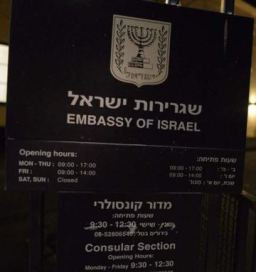 שגרירות ישראל
EMBASSY OF ISRAEL
Opening hours:
MON - THU : 09:00 - 17:00
FRI : 09:00 - 14:00
SAT, SUN : Closed
שעות פתיחה:
09:00 - 17:00
09:00 - 14:00
מדור קונסולרי
שעות פתיחה:
שישי 9:30 - 12:30
Consular Section
Opening Hours:
Monday - Friday 9:30 - 12:30